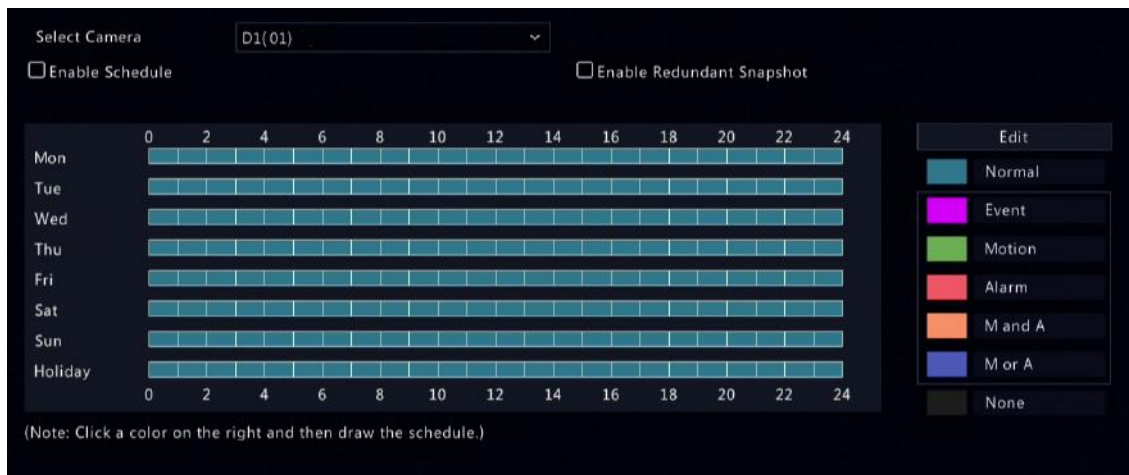 Select Camera D1(01)
Enable Schedule Enable Redundant Snapshot
0 2 4 6 8 10 12 14 16 18 20 22 24
Mon
Tue
Wed
Thu
Fri
Sat
Sun
Holiday
0 2 4 6 8 10 12 14 16 18 20 22 24
Edit
Normal
Event
Motion
Alarm
M and A
M or A
None
(Note: Click a color on the right and then draw the schedule.)